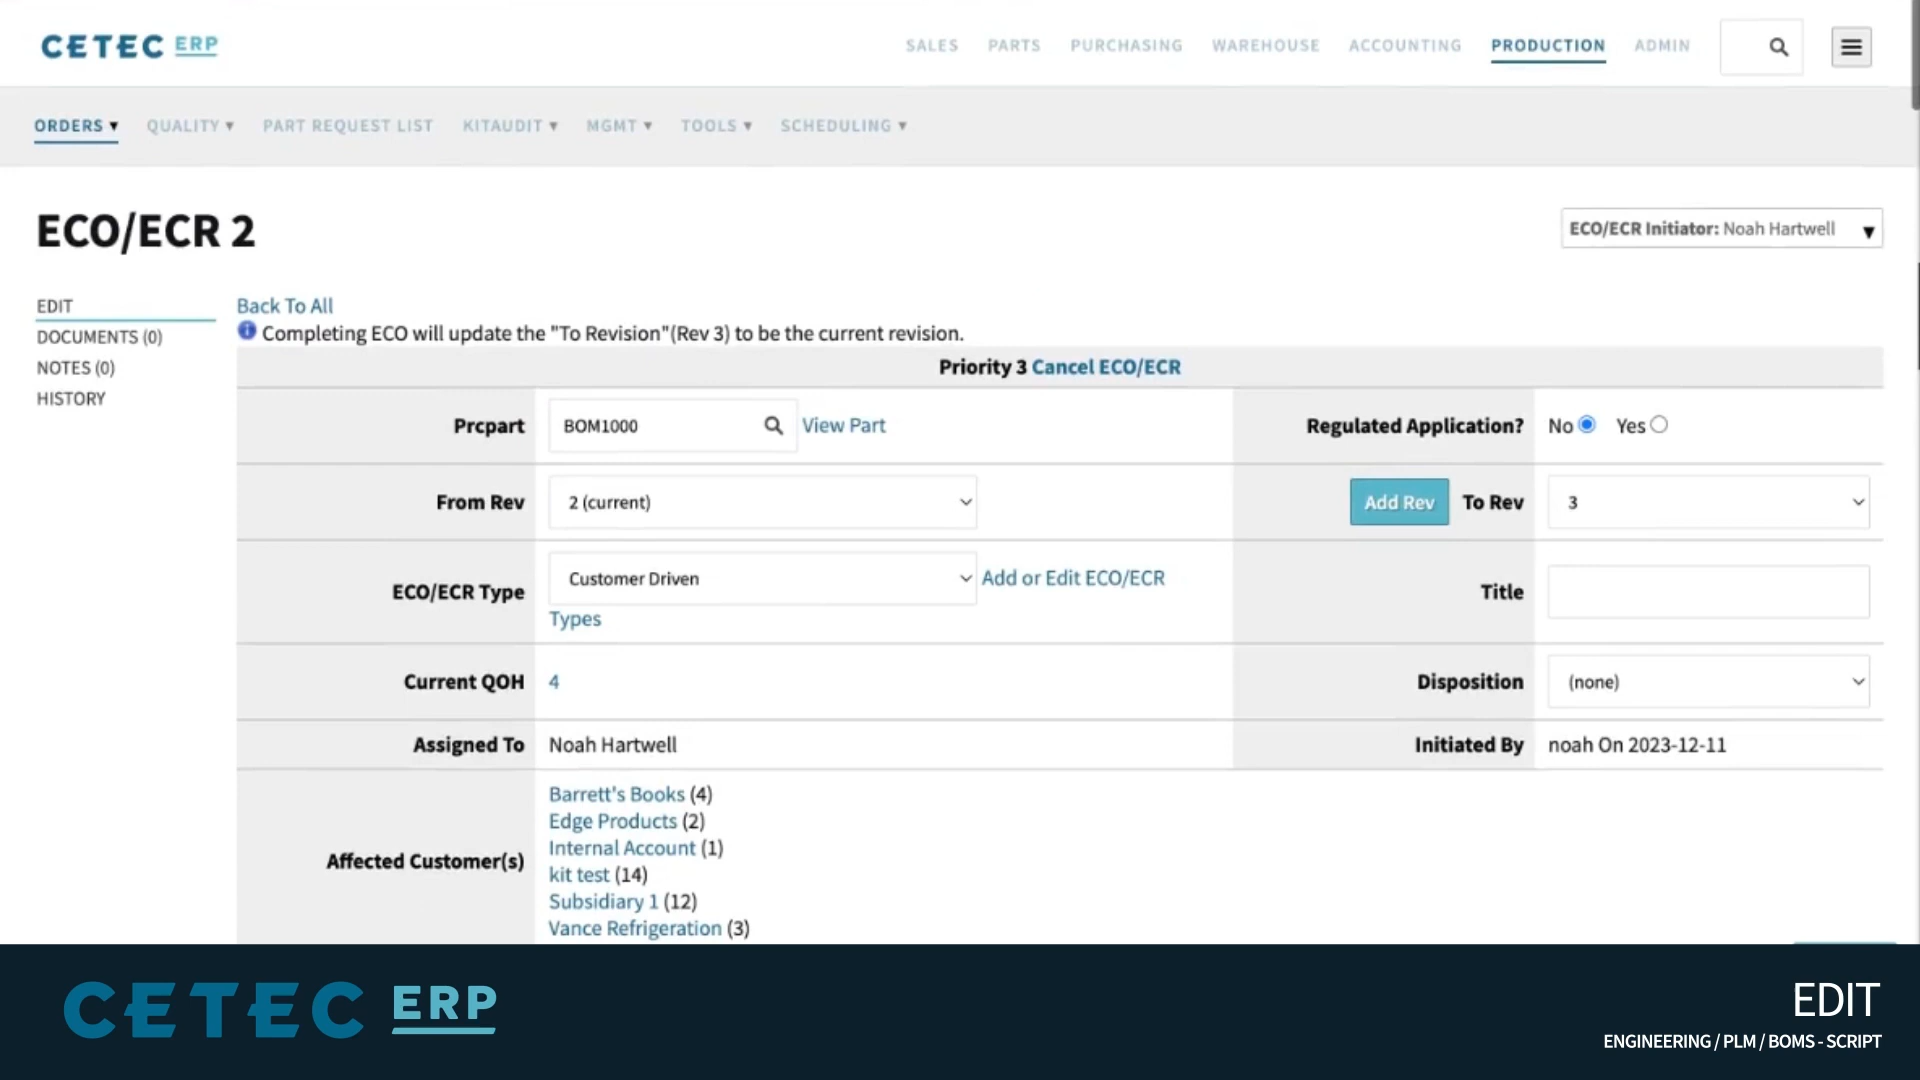 CETEC ERP
SALES PARTS PURCHASING WAREHOUSE ACCOUNTING PRODUCTION ADMIN
ORDERS ▼ QUALITY ▼ PART REQUEST LIST KITAUDIT ▼ MGMT ▼ TOOLS ▼ SCHEDULING ▼
ECO/ECR 2
ECO/ECR Initiator: Noah Hartwell
EDIT
DOCUMENTS (0)
NOTES (0)
HISTORY
Back To All
Completing ECO will update the "To Revision"(Rev 3) to be the current revision.
Priority 3 Cancel ECO/ECR
Prcpart BOM1000 View Part Regulated Application? No Yes
From Rev 2 (current) Add Rev To Rev 3
ECO/ECR Type Customer Driven Add or Edit ECO/ECR
Types
Title
Current QOH 4 Disposition (none)
Assigned To Noah Hartwell Initiated By noah On 2023-12-11
Affected Customer(s)
Barrett's Books (4)
Edge Products (2)
Internal Account (1)
kit test (14)
Subsidiary 1 (12)
Vance Refrigeration (3)
CETEC ERP
EDIT
ENGINEERING / PLM / BOMS - SCRIPT